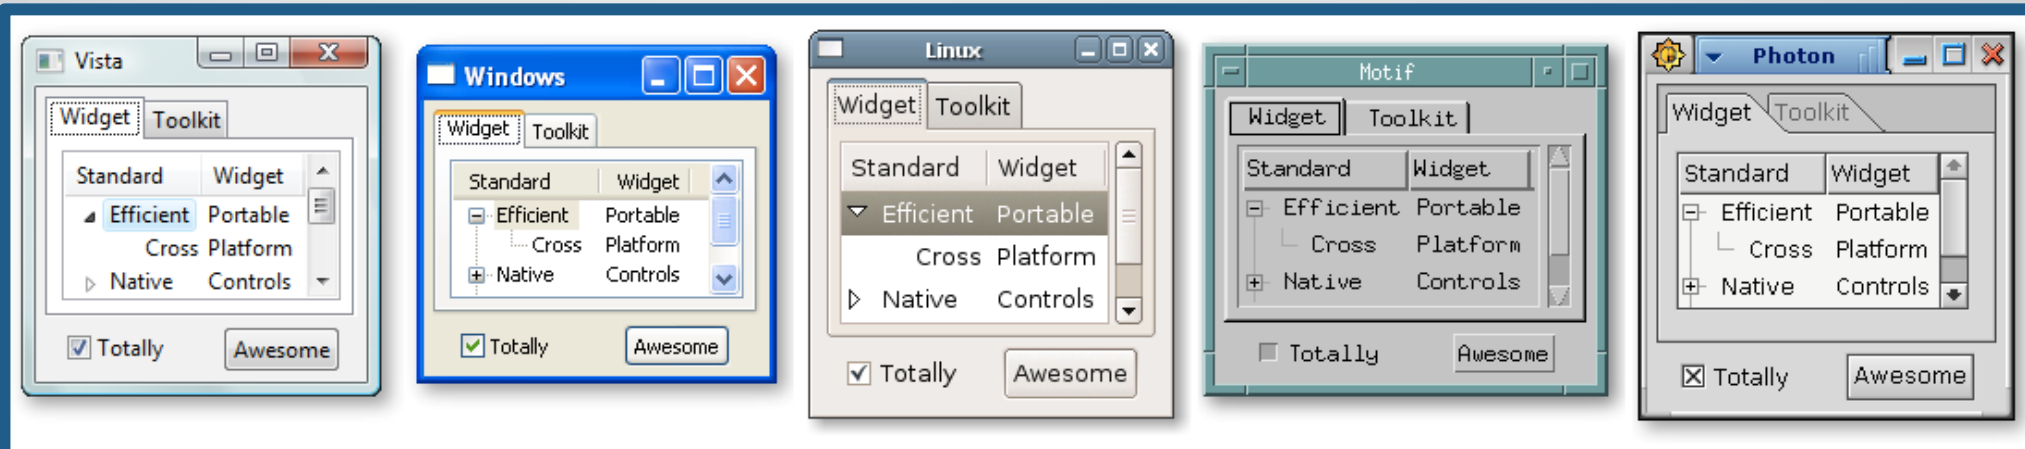 Vista
Widget Toolkit
Standard Widget
Efficient Portable
Cross Platform
Native Controls
Totally Awesome
Windows
Widget Toolkit
Standard Widget
Efficient Portable
Cross Platform
Native Controls
Totally Awesome
Linux
Widget Toolkit
Standard Widget
Efficient Portable
Cross Platform
Native Controls
Totally Awesome
Motif
Widget Toolkit
Standard Widget
Efficient Portable
Cross Platform
Native Controls
Totally Awesome
Photon
Widget Toolkit
Standard Widget
Efficient Portable
Cross Platform
Native Controls
Totally Awesome